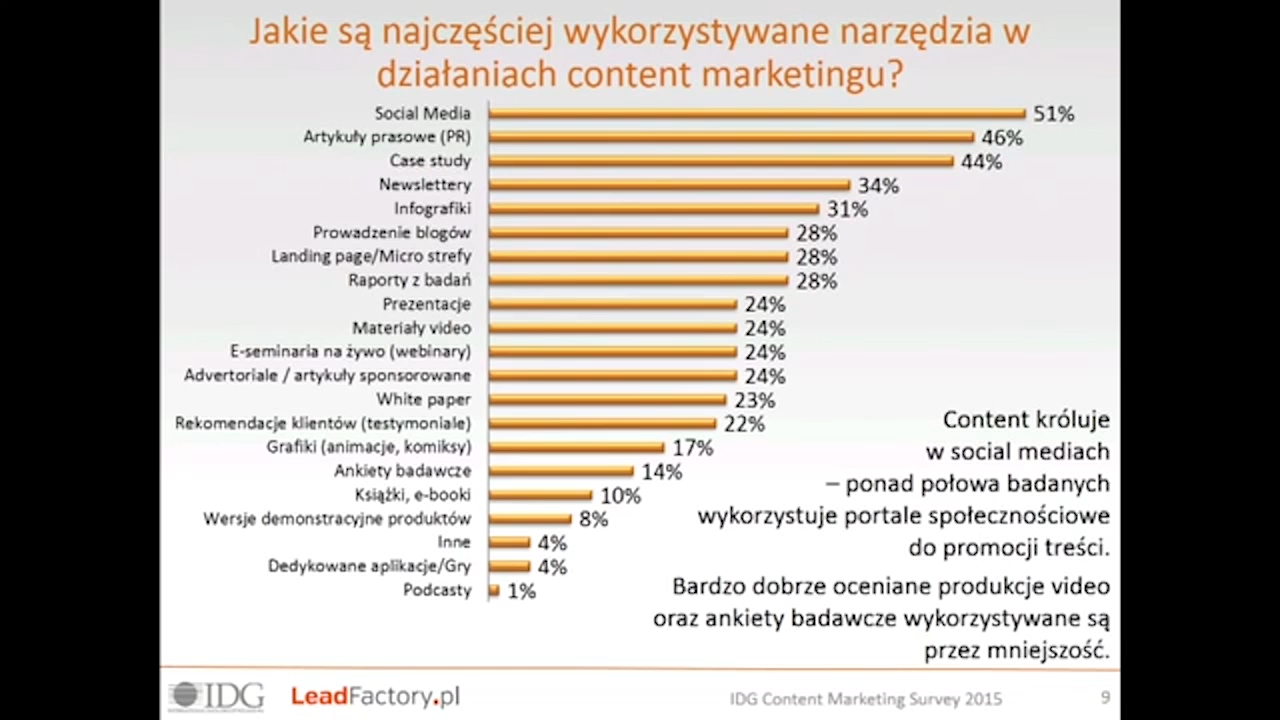 Jakie są najczęściej wykorzystywane narzędzia w
działaniach content marketingu?
Social Media 51%
Artykuły prasowe (PR) 46%
Case study 44%
Newslettery 34%
Infografiki 31%
Prowadzenie blogów 28%
Landing page/Micro strefy 28%
Raporty z badań 28%
Prezentacje 24%
Materiały video 24%
E-seminaria na żywo (webinary) 24%
Advertoriale / artykuły sponsorowane 24%
White paper 23%
Rekomendacje klientów (testymoniale) 22%
Grafiki (animacje, komiksy) 17%
Ankiety badawcze 14%
Książki, e-booki 10%
Wersje demonstracyjne produktów 8%
Inne 4%
Dedykowane aplikacje/Gry 4%
Podcasty 1%
Content króluje
w social mediach
– ponad połowa badanych
wykorzystuje portale społecznościowe
do promocji treści.
Bardzo dobrze oceniane produkcje video
oraz ankiety badawcze wykorzystywane są
przez mniejszość.
IDG
LeadFactory.pl
IDG Content Marketing Survey 2015
9